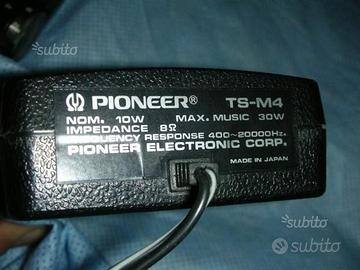 subito
PIONEER® TS-M4
NOM. 10W MAX. MUSIC 30W
IMPEDANCE 8Ω
FREQUENCY RESPONSE 400~20000Hz.
PIONEER ELECTRONIC CORP.
MADE IN JAPAN
subito
subito